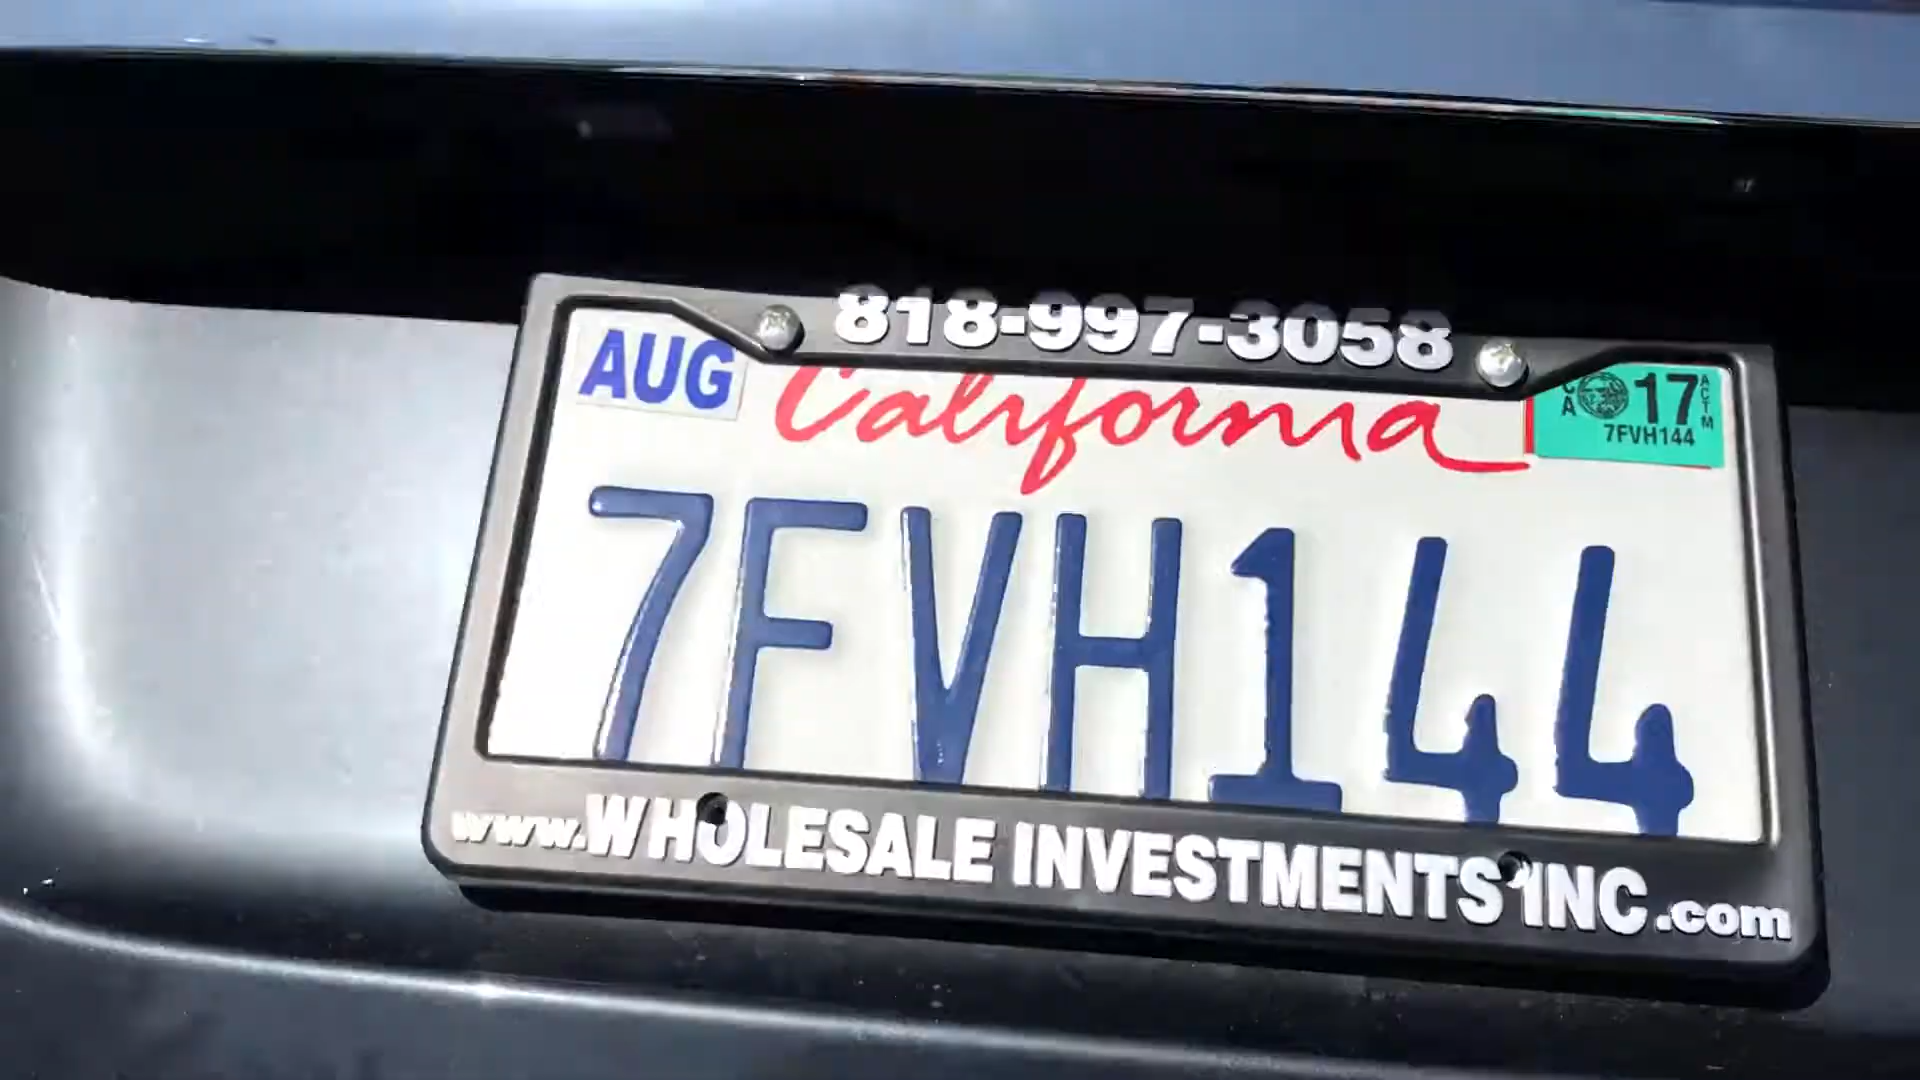 818-997-3058
AUG
California
CA 17 ACTM
7FVH144
7FVH144
www.WHOLESALE INVESTMENTS INC.com